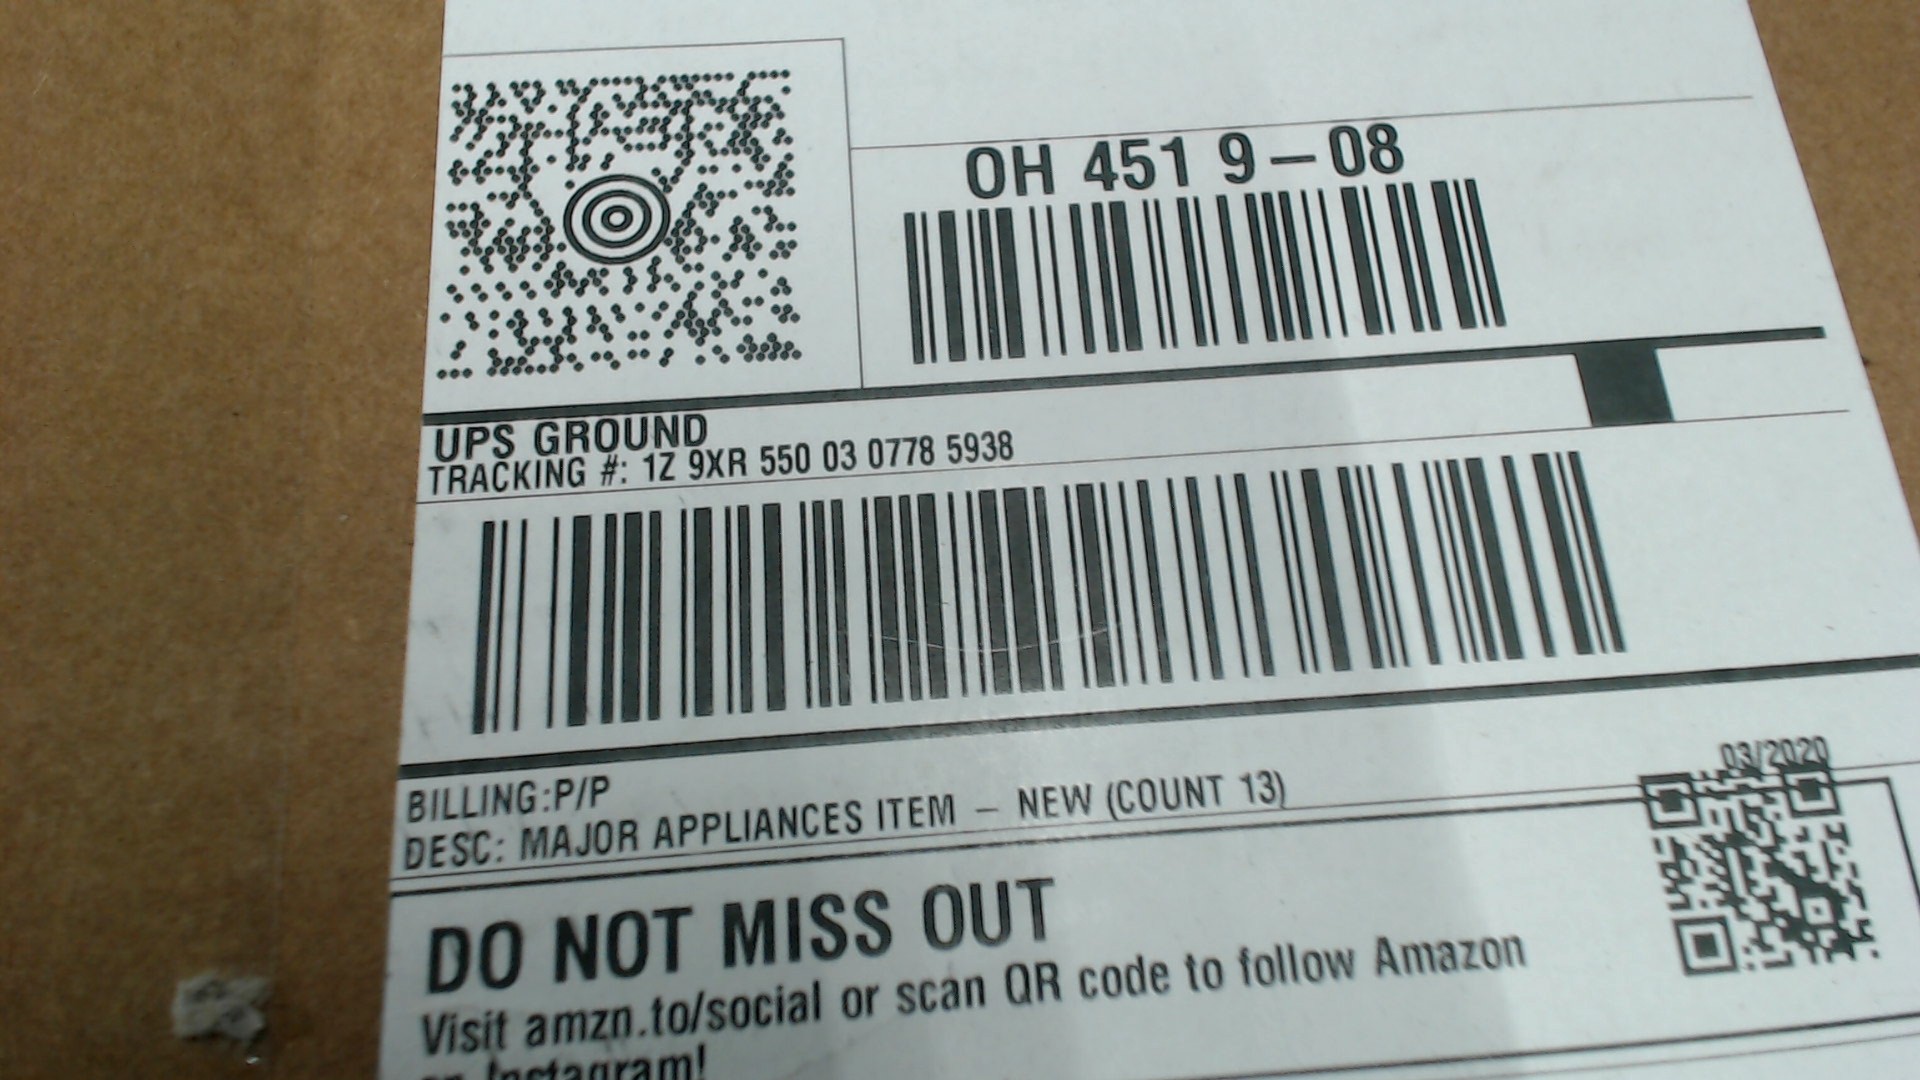 OH 451 9-08
UPS GROUND
TRACKING #: 1Z 9XR 550 03 0778 5938
BILLING:P/P
03/2020
DESC: MAJOR APPLIANCES ITEM - NEW (COUNT 13)
DO NOT MISS OUT
Visit amzn.to/social or scan QR code to follow Amazon
on Instagram!